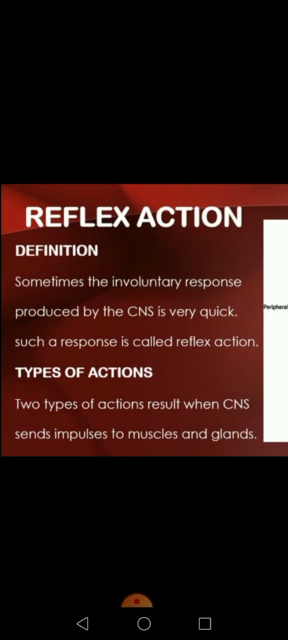 REFLEX ACTION
DEFINITION
Sometimes the involuntary response
produced by the CNS is very quick.
such a response is called reflex action.
Peripheral
TYPES OF ACTIONS
Two types of actions result when CNS
sends impulses to muscles and glands.